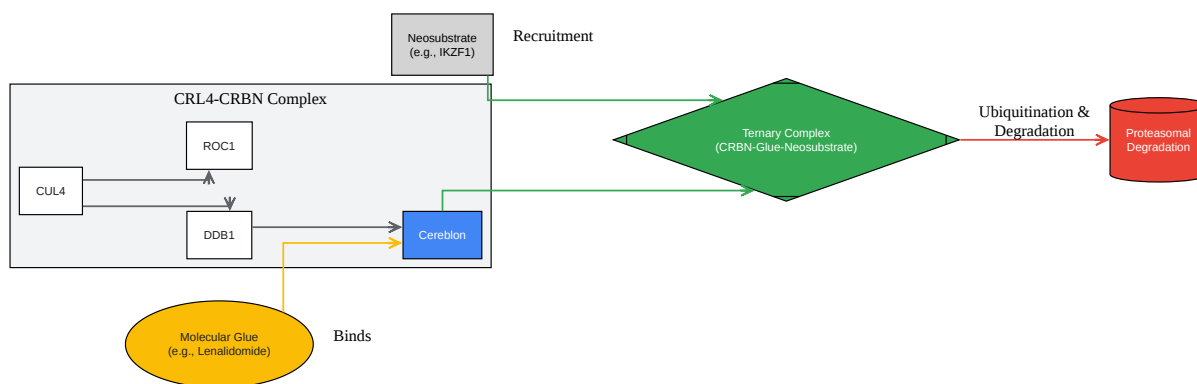 Neosubstrate
(e.g., IKZF1)
Recruitment
CRL4-CRBN Complex
ROC1
CUL4
DDB1
Cereblon
Ternary Complex
(CRBN-Glue-Neosubstrate)
Ubiquitination &
Degradation
Proteasomal
Degradation
Molecular Glue
(e.g., Lenalidomide)
Binds